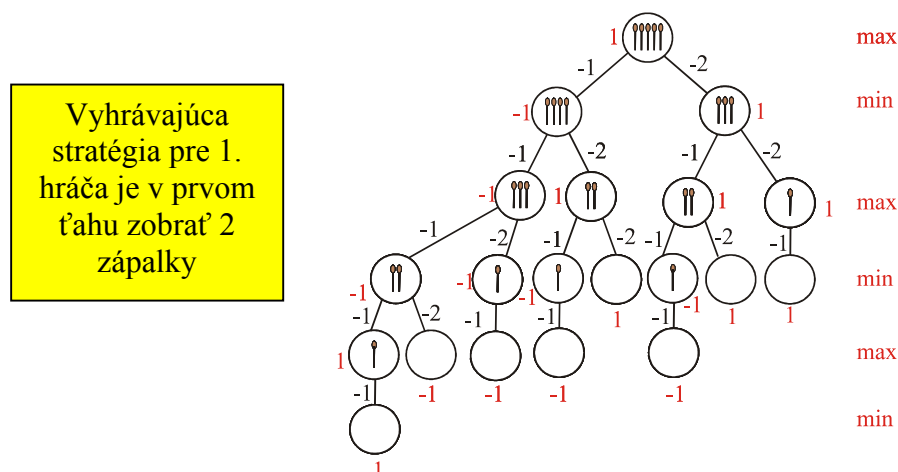 1 max
-1 -2
Vyhrávajúca
stratégia pre 1.
hráča je v prvom
ťahu zobrať 2
zápalky
-1 1 min
-1 -2 -1 -2
-1 1 1 1 max
-1 -2 -1 -2 -1 -2 -1
-1 -1 -1 1 -1 1 1 min
-1 -2 -1 -1 -1
1 -1 -1 -1 -1 max
-1
1 min